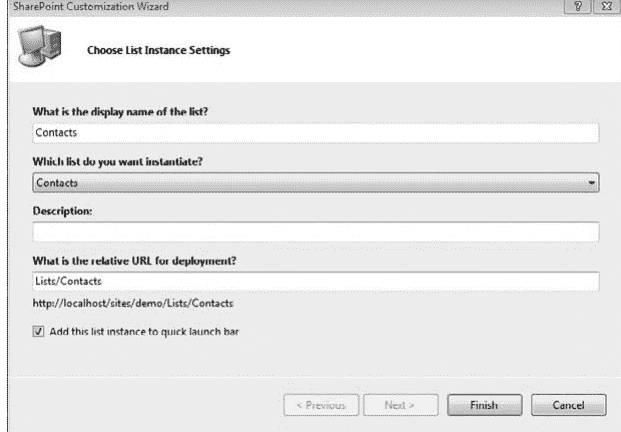 SharePoint Customization Wizard
Choose List Instance Settings
What is the display name of the list?
Contacts
Which list do you want instantiate?
Contacts
Description:
What is the relative URL for deployment?
Lists/Contacts
http://localhost/sites/demo/Lists/Contacts
Add this list instance to quick launch bar
< Previous Next > Finish Cancel